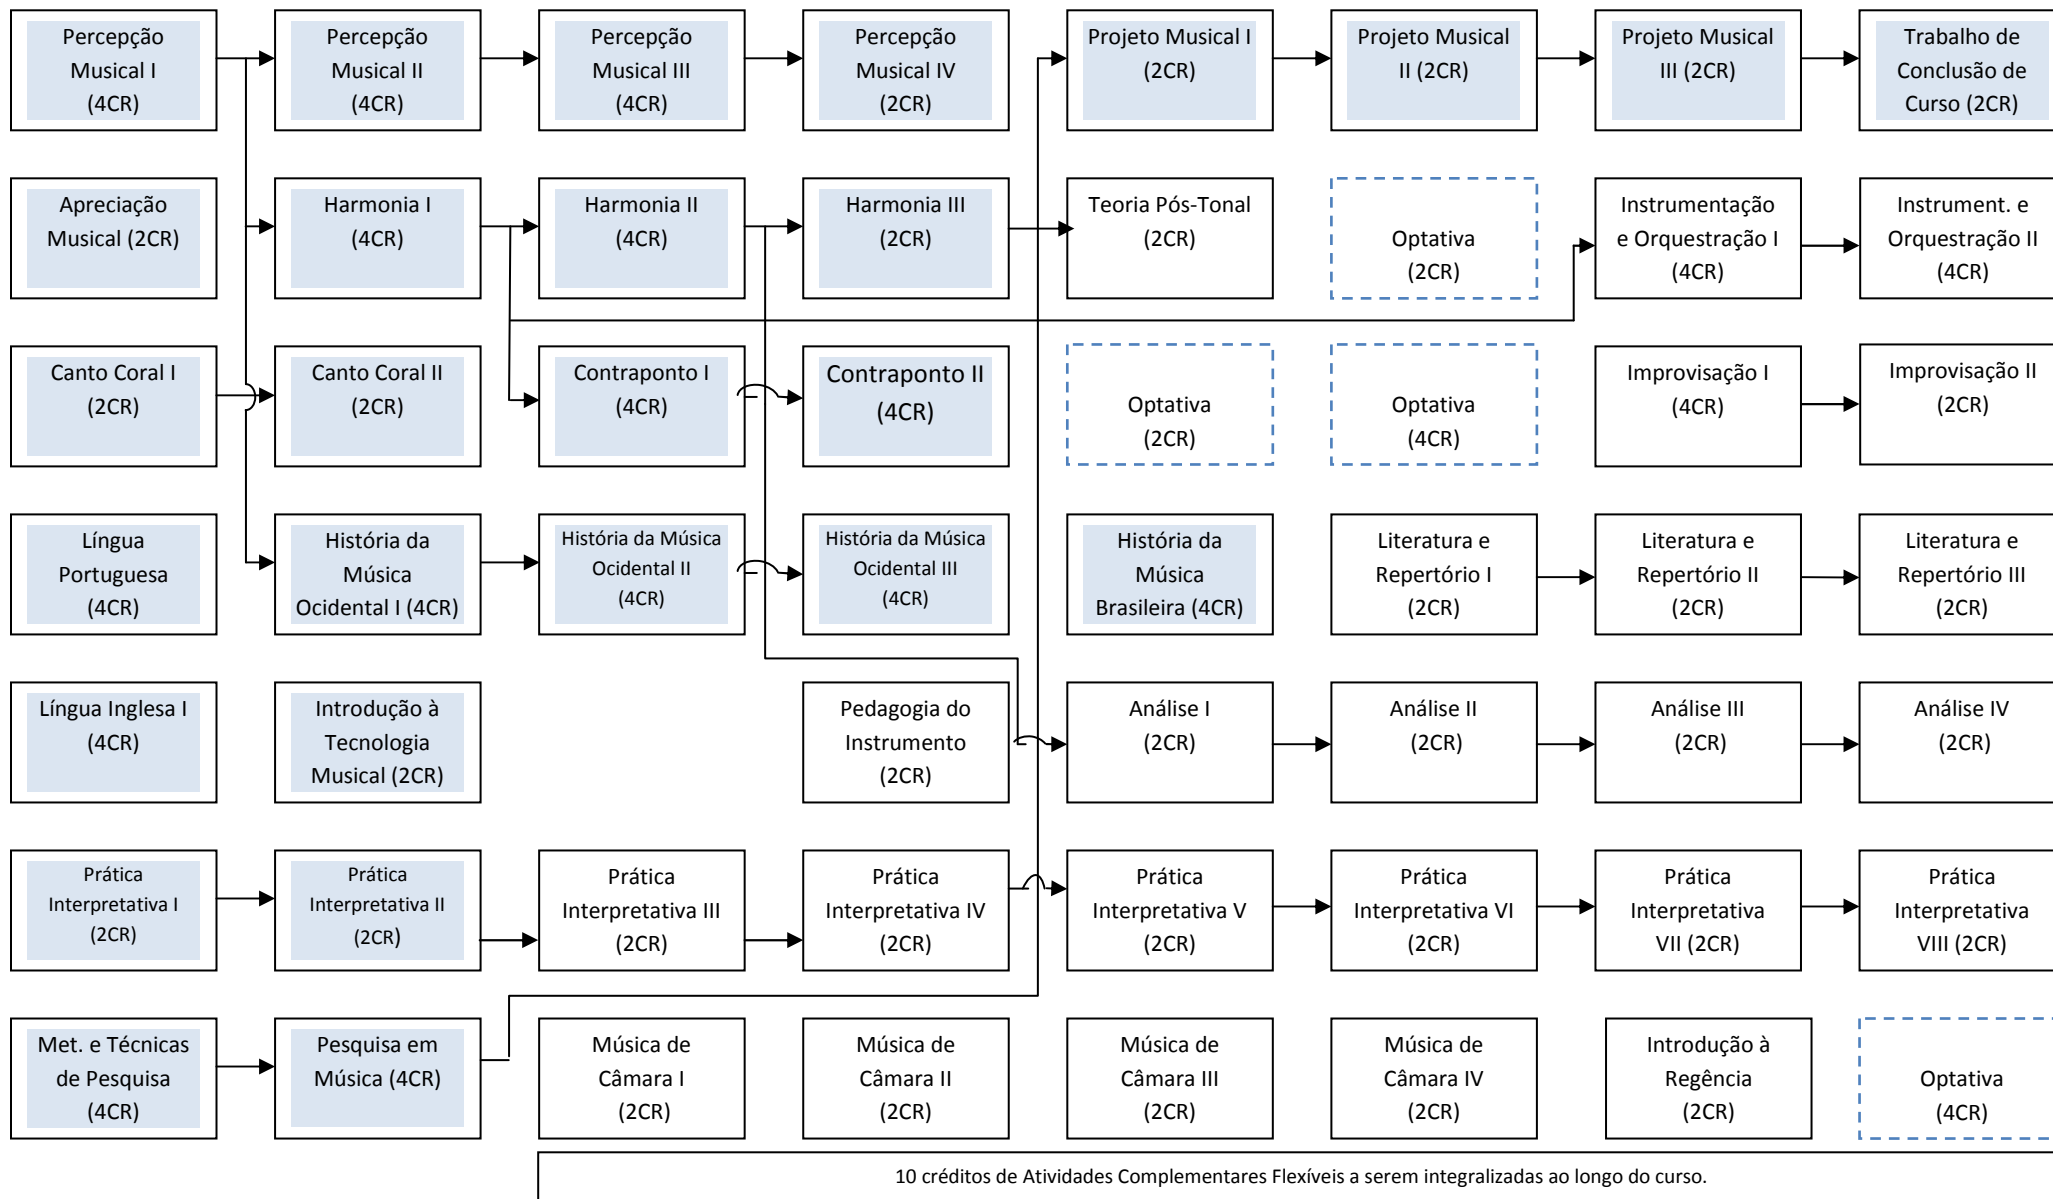 Percepção
Musical I
(4CR)
Percepção
Musical II
(4CR)
Percepção
Musical III
(4CR)
Percepção
Musical IV
(2CR)
Projeto Musical I
(2CR)
Projeto Musical
II (2CR)
Projeto Musical
III (2CR)
Trabalho de
Conclusão de
Curso (2CR)
Apreciação
Musical (2CR)
Harmonia I
(4CR)
Harmonia II
(4CR)
Harmonia III
(2CR)
Teoria Pós-Tonal
(2CR)
Optativa
(2CR)
Instrumentação
e Orquestração I
(4CR)
Instrument. e
Orquestração II
(4CR)
Canto Coral I
(2CR)
Canto Coral II
(2CR)
Contraponto I
(4CR)
Contraponto II
(4CR)
Optativa
(2CR)
Optativa
(4CR)
Improvisação I
(4CR)
Improvisação II
(2CR)
Língua
Portuguesa
(4CR)
História da
Música
Ocidental I (4CR)
História da Música
Ocidental II
(4CR)
História da Música
Ocidental III
(4CR)
História da
Música
Brasileira (4CR)
Literatura e
Repertório I
(2CR)
Literatura e
Repertório II
(2CR)
Literatura e
Repertório III
(2CR)
Língua Inglesa I
(4CR)
Introdução à
Tecnologia
Musical (2CR)
Pedagogia do
Instrumento
(2CR)
Análise I
(2CR)
Análise II
(2CR)
Análise III
(2CR)
Análise IV
(2CR)
Prática
Interpretativa I
(2CR)
Prática
Interpretativa II
(2CR)
Prática
Interpretativa III
(2CR)
Prática
Interpretativa IV
(2CR)
Prática
Interpretativa V
(2CR)
Prática
Interpretativa VI
(2CR)
Prática
Interpretativa
VII (2CR)
Prática
Interpretativa
VIII (2CR)
Met. e Técnicas
de Pesquisa
(4CR)
Pesquisa em
Música (4CR)
Música de
Câmara I
(2CR)
Música de
Câmara II
(2CR)
Música de
Câmara III
(2CR)
Música de
Câmara IV
(2CR)
Introdução à
Regência
(2CR)
Optativa
(4CR)
10 créditos de Atividades Complementares Flexíveis a serem integralizadas ao longo do curso.